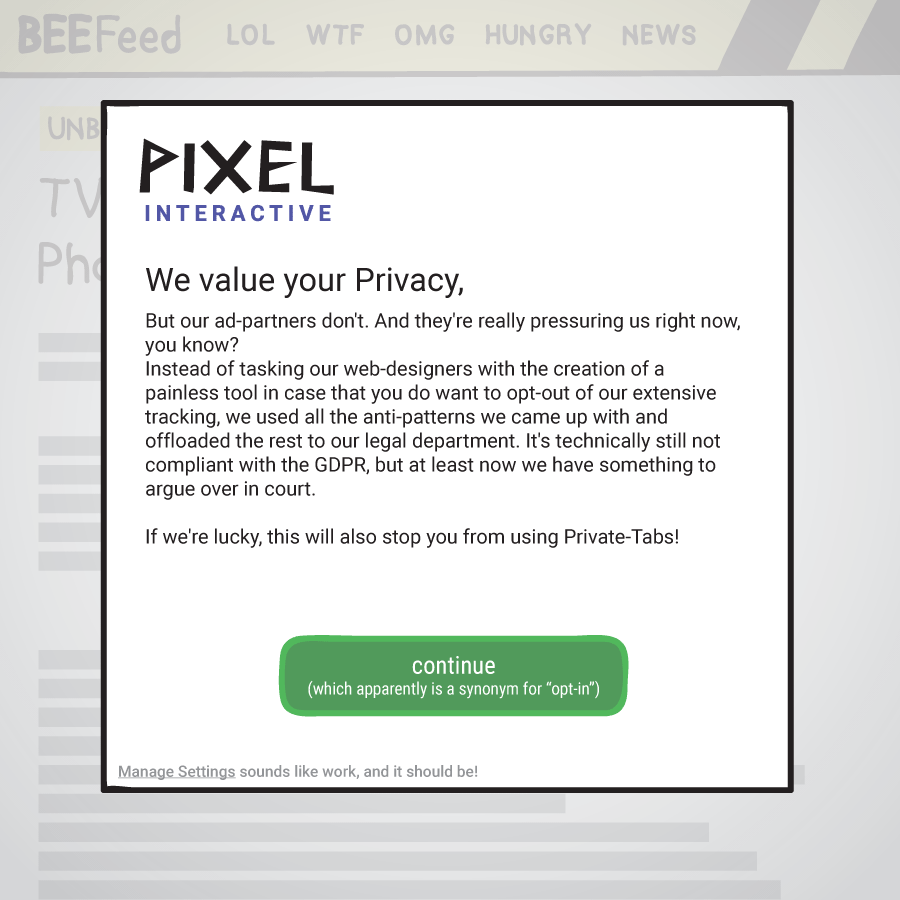 BEEFeed LOL WTF OMG HUNGRY NEWS
PIXEL
INTERACTIVE
We value your Privacy,
But our ad-partners don't. And they're really pressuring us right now,
you know?
Instead of tasking our web-designers with the creation of a
painless tool in case that you do want to opt-out of our extensive
tracking, we used all the anti-patterns we came up with and
offloaded the rest to our legal department. It's technically still not
compliant with the GDPR, but at least now we have something to
argue over in court.
If we're lucky, this will also stop you from using Private-Tabs!
continue
(which apparently is a synonym for “opt-in”)
Manage Settings sounds like work, and it should be!